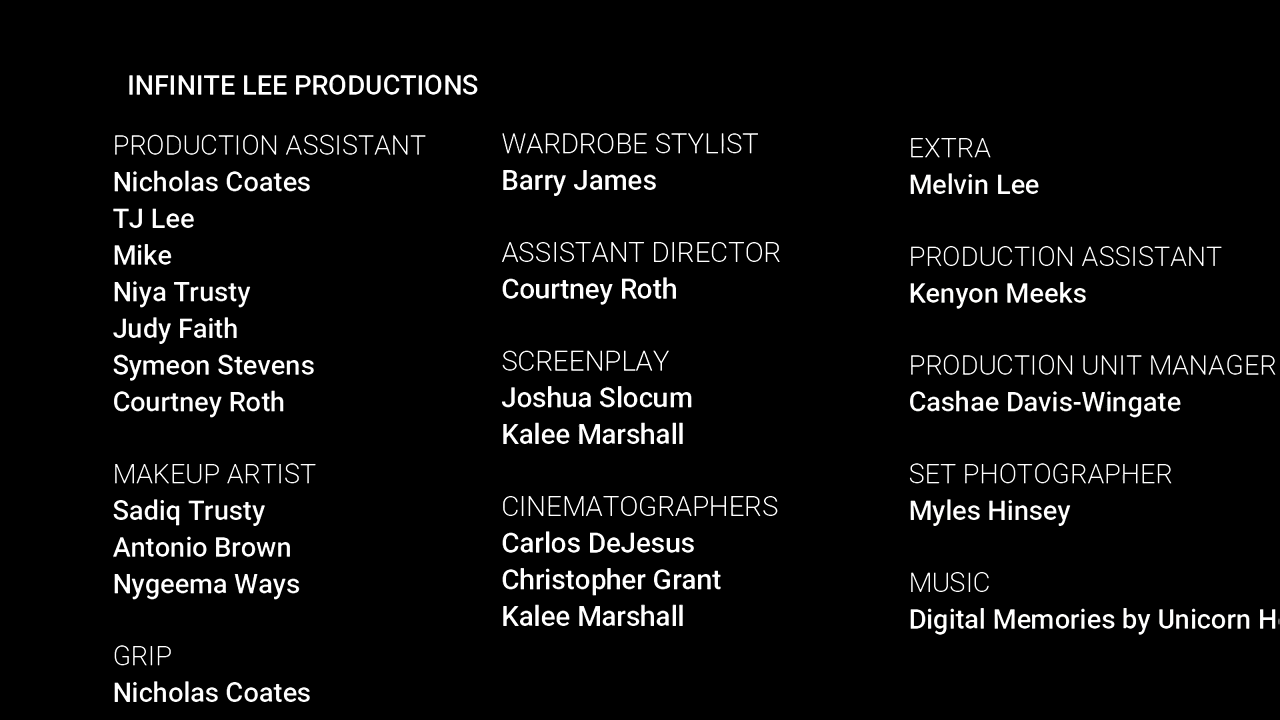 INFINITE LEE PRODUCTIONS
PRODUCTION ASSISTANT
Nicholas Coates
TJ Lee
Mike
Niya Trusty
Judy Faith
Symeon Stevens
Courtney Roth
MAKEUP ARTIST
Sadiq Trusty
Antonio Brown
Nygeema Ways
GRIP
Nicholas Coates
WARDROBE STYLIST
Barry James
ASSISTANT DIRECTOR
Courtney Roth
SCREENPLAY
Joshua Slocum
Kalee Marshall
CINEMATOGRAPHERS
Carlos DeJesus
Christopher Grant
Kalee Marshall
EXTRA
Melvin Lee
PRODUCTION ASSISTANT
Kenyon Meeks
PRODUCTION UNIT MANAGER
Cashae Davis-Wingate
SET PHOTOGRAPHER
Myles Hinsey
MUSIC
Digital Memories by Unicorn